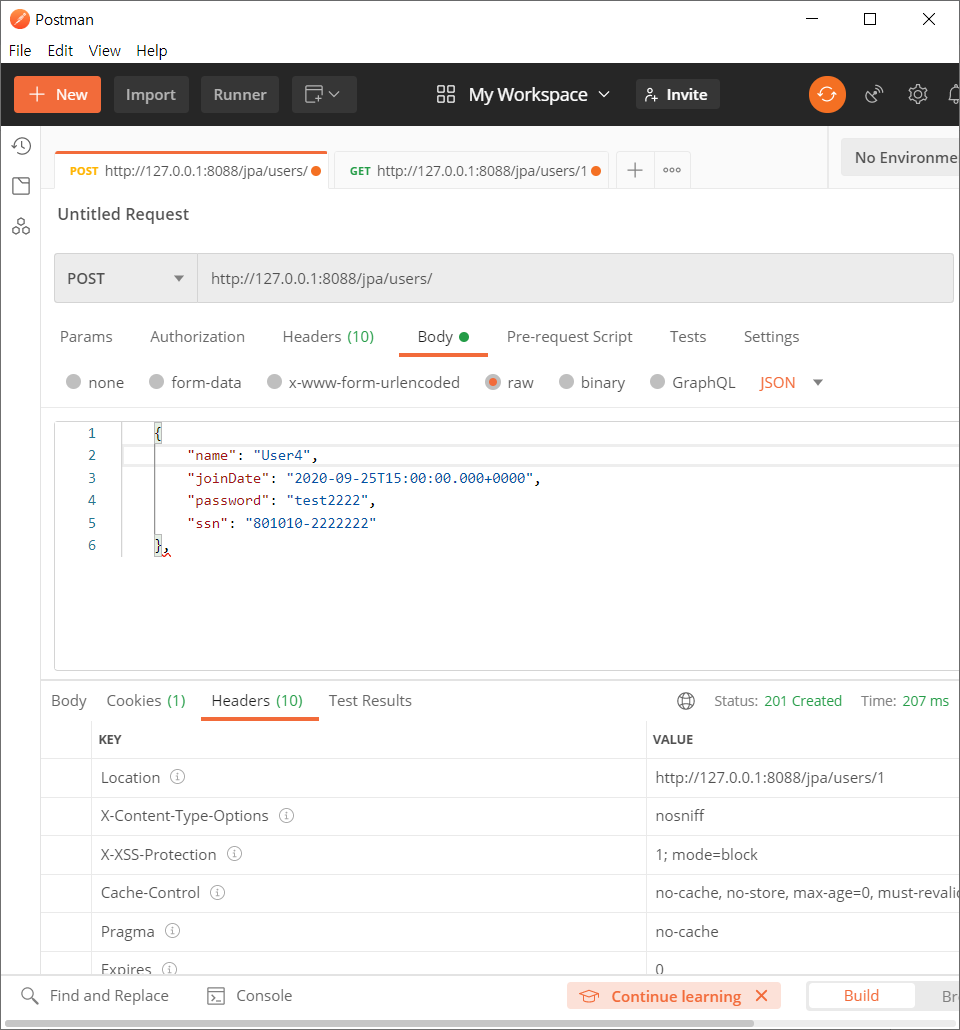 Postman
File Edit View Help
+ New Import Runner My Workspace Invite
POST http://127.0.0.1:8088/jpa/users/ GET http://127.0.0.1:8088/jpa/users/1 + ooo No Environme
Untitled Request
POST http://127.0.0.1:8088/jpa/users/
Params Authorization Headers (10) Body Pre-request Script Tests Settings
none form-data x-www-form-urlencoded raw binary GraphQL JSON
1 {
2 "name": "User4",
3 "joinDate": "2020-09-25T15:00:00.000+0000",
4 "password": "test2222",
5 "ssn": "801010-2222222"
6 },
Body Cookies (1) Headers (10) Test Results Status: 201 Created Time: 207 ms
KEY VALUE
Location http://127.0.0.1:8088/jpa/users/1
X-Content-Type-Options nosniff
X-XSS-Protection 1; mode=block
Cache-Control no-cache, no-store, max-age=0, must-revalid
Pragma no-cache
Expires 0
Find and Replace Console Continue learning Build Br